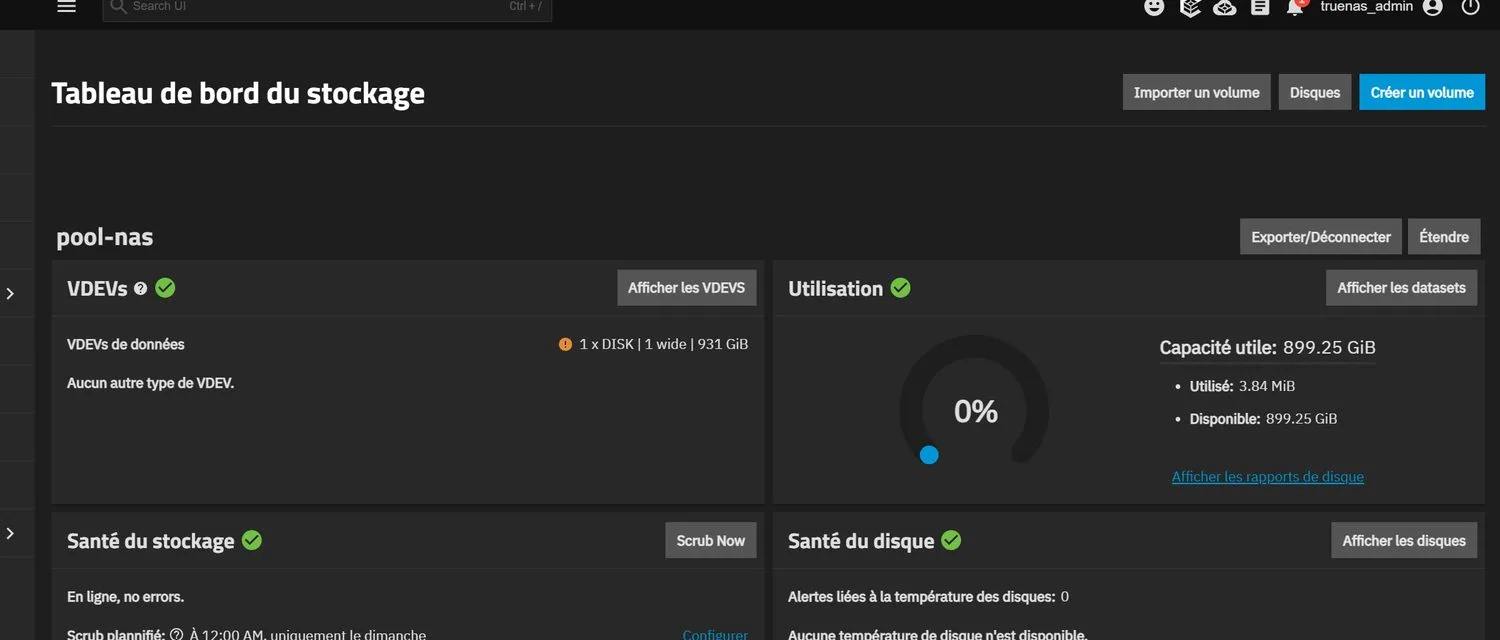 Search UI Ctrl + / truenas_admin
Tableau de bord du stockage Importer un volume Disques Créer un volume
pool-nas Exporter/Déconnecter Étendre
VDEVs Afficher les VDEVS
VDEVs de données 1 x DISK | 1 wide | 931 GiB
Aucun autre type de VDEV.
Utilisation Afficher les datasets
0%
Capacité utile: 899.25 GiB
• Utilisé: 3.84 MiB
• Disponible: 899.25 GiB
Afficher les rapports de disque
Santé du stockage Scrub Now
En ligne, no errors.
Scrub plannifié: À 12:00 AM, uniquement le dimanche Configurer
Santé du disque Afficher les disques
Alertes liées à la température des disques: 0
Aucune température de disque n'est disponible.